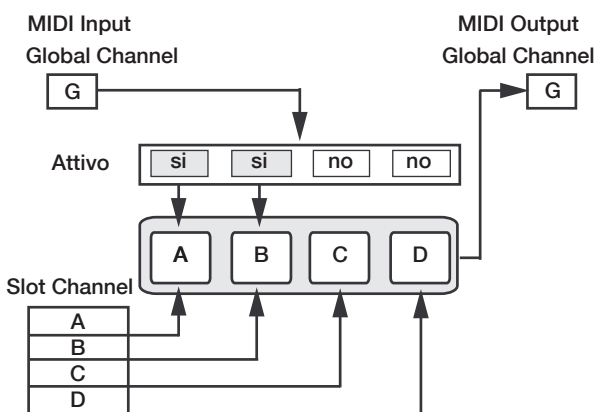 MIDI Input
Global Channel
G
MIDI Output
Global Channel
G
Attivo
si si no no
A B C D
Slot Channel
A
B
C
D